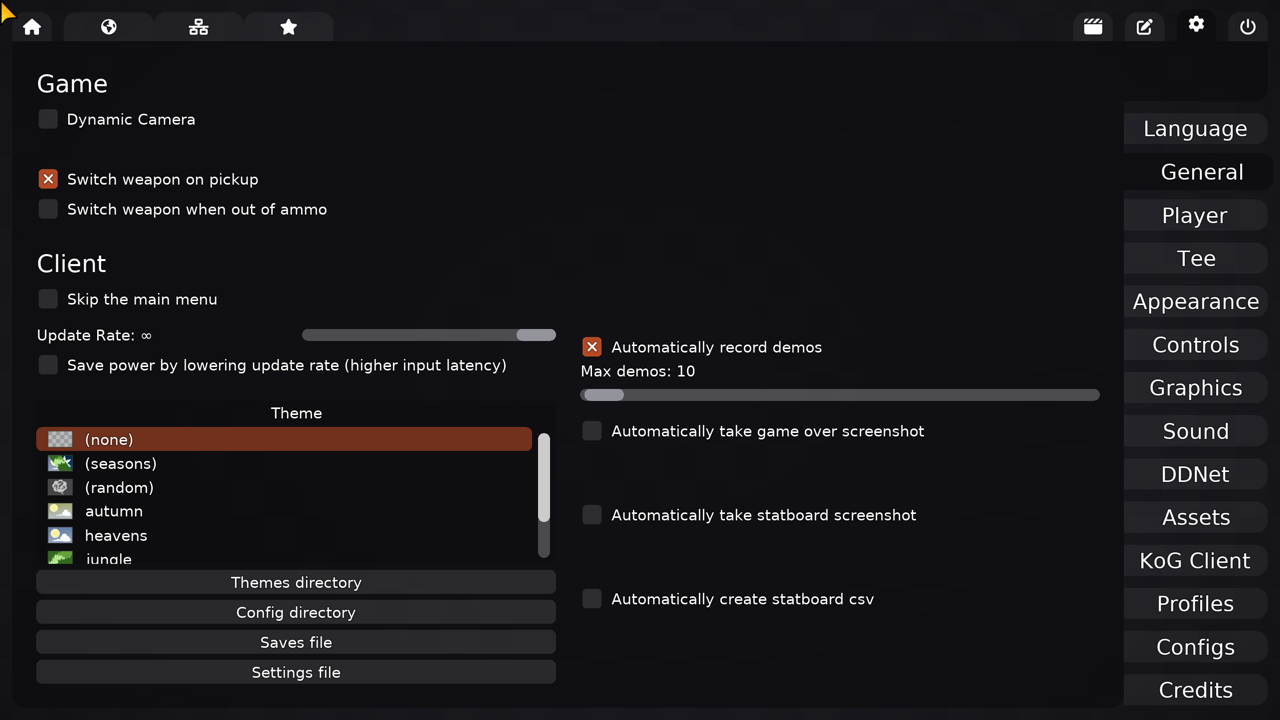 Game
Dynamic Camera
Switch weapon on pickup
Switch weapon when out of ammo
Client
Skip the main menu
Update Rate: ∞
Save power by lowering update rate (higher input latency)
Theme
(none)
(seasons)
(random)
autumn
heavens
jungle
Themes directory
Config directory
Saves file
Settings file
Automatically record demos
Max demos: 10
Automatically take game over screenshot
Automatically take statboard screenshot
Automatically create statboard csv
Language
General
Player
Tee
Appearance
Controls
Graphics
Sound
DDNet
Assets
KoG Client
Profiles
Configs
Credits